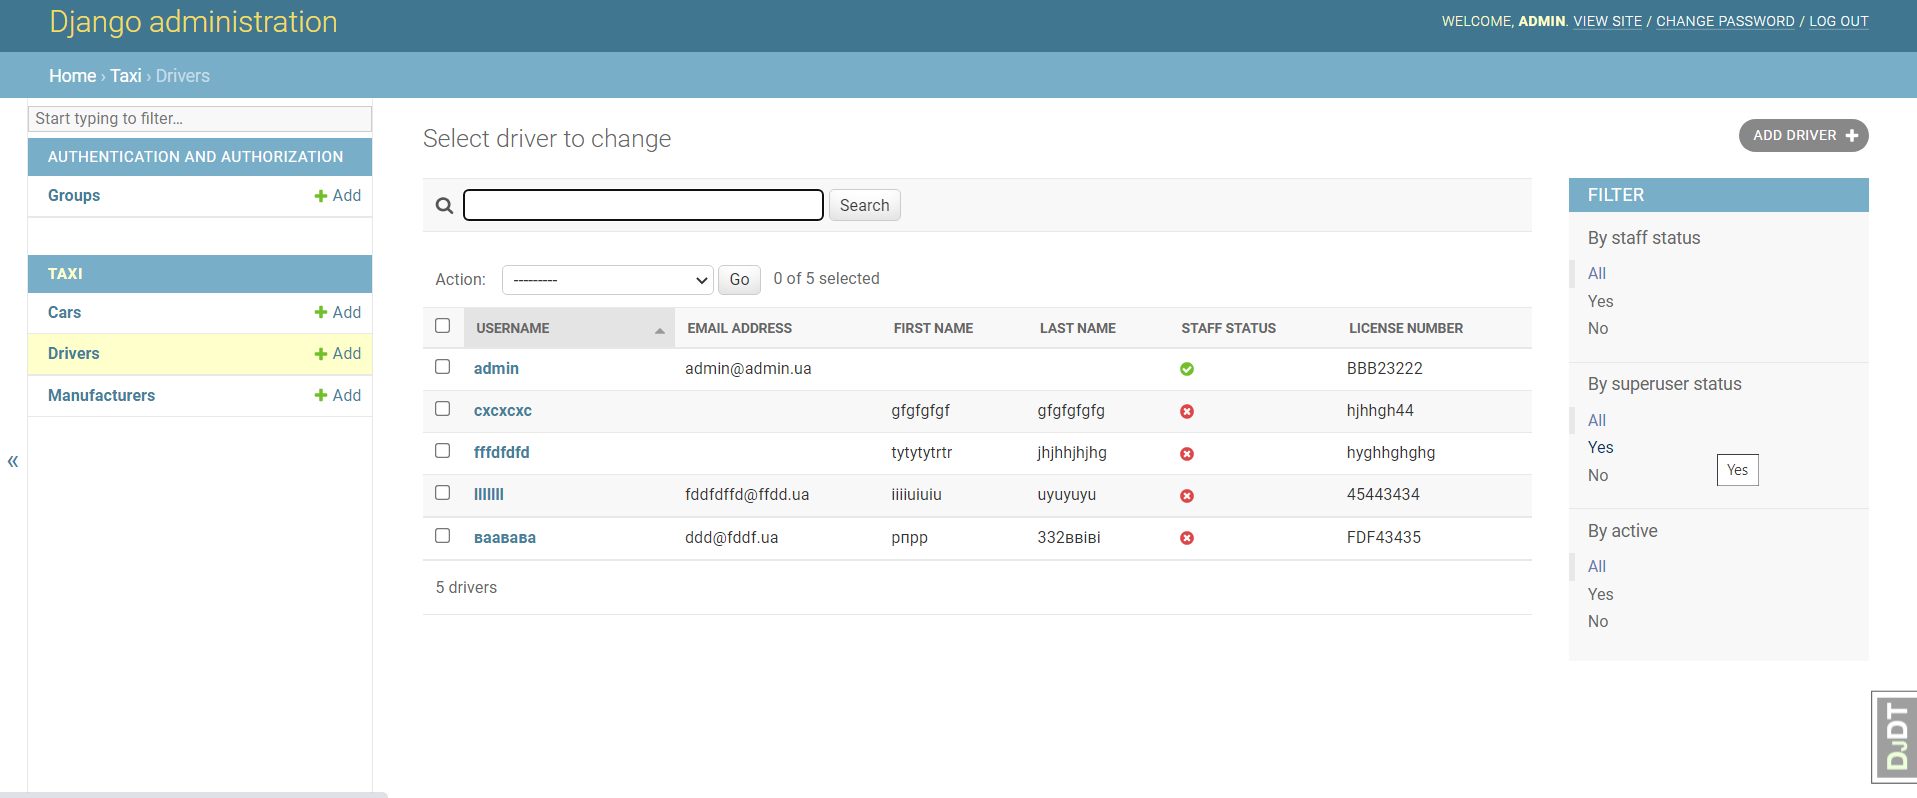 Django administration
WELCOME, ADMIN. VIEW SITE / CHANGE PASSWORD / LOG OUT
Home › Taxi › Drivers
Start typing to filter...
AUTHENTICATION AND AUTHORIZATION
Groups Add
TAXI
Cars Add
Drivers Add
Manufacturers Add
«
Select driver to change
ADD DRIVER
Search
Action: --------- Go 0 of 5 selected
USERNAME EMAIL ADDRESS FIRST NAME LAST NAME STAFF STATUS LICENSE NUMBER
admin admin@admin.ua BBB23222
cxcxcxc gfgfgfgf gfgfgfgfg hjhhgh44
fffdfdfd tytytytrtr jhjhhjhjhg hyghhghghg
lllllll fddfdffd@ffdd.ua iiiiuiuiu uyuyuyu 45443434
ваавава ddd@fddf.ua рпрр 332ввіві FDF43435
5 drivers
FILTER
By staff status
All
Yes
No
By superuser status
All
Yes
No
Yes
By active
All
Yes
No
DJDT